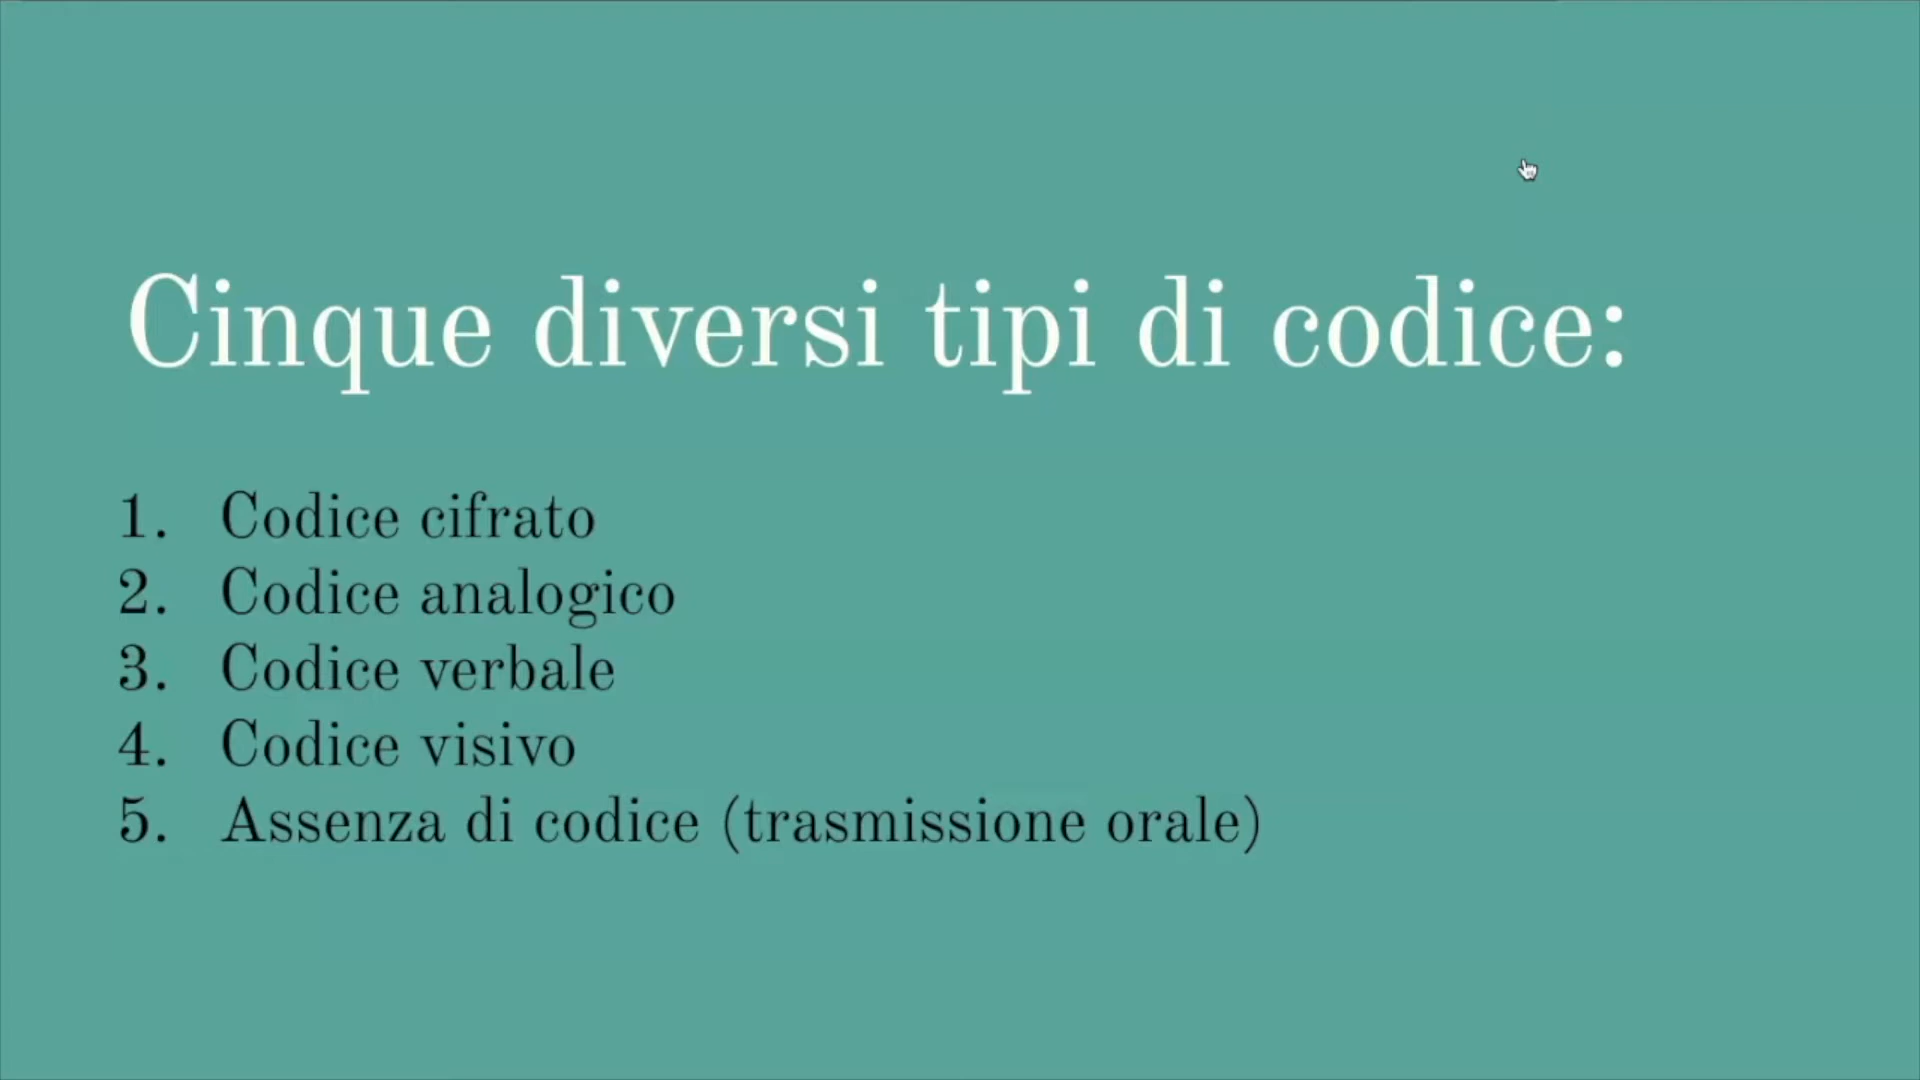 Cinque diversi tipi di codice:
1. Codice cifrato
2. Codice analogico
3. Codice verbale
4. Codice visivo
5. Assenza di codice (trasmissione orale)